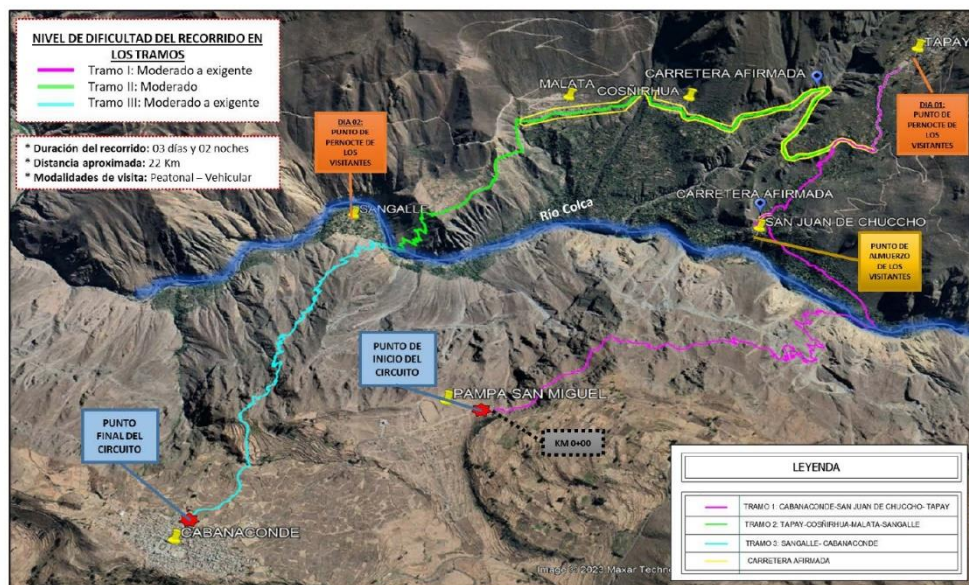 NIVEL DE DIFICULTAD DEL RECORRIDO EN
LOS TRAMOS
Tramo I: Moderado a exigente
Tramo II: Moderado
Tramo III: Moderado a exigente
* Duración del recorrido: 03 días y 02 noches
* Distancia aproximada: 22 Km
* Modalidades de visita: Peatonal – Vehicular
TAPAY
CARRETERA AFIRMADA
MALATA
COSÑIRHUA
DIA 01:
PUNTO DE
PERNOCTE DE
LOS
VISITANTES
DIA 02:
PUNTO DE
PERNOCTE DE
LOS
VISITANTES
SANGALLE
Río Colca
CARRETERA AFIRMADA
SAN JUAN DE CHUCCHO
PUNTO DE
ALMUERZO
DE LOS
VISITANTES
PUNTO DE
INICIO DEL
CIRCUITO
PAMPA SAN MIGUEL
KM 0+00
PUNTO
FINAL DEL
CIRCUITO
CABANACONDE
LEYENDA
TRAMO 1: CABANACONDE-SAN JUAN DE CHUCCHO-TAPAY
TRAMO 2: TAPAY-COSÑIRHUA-MALATA-SANGALLE
TRAMO 3: SANGALLE- CABANACONDE
CARRETERA AFIRMADA
Image © 2023 Maxar Techno